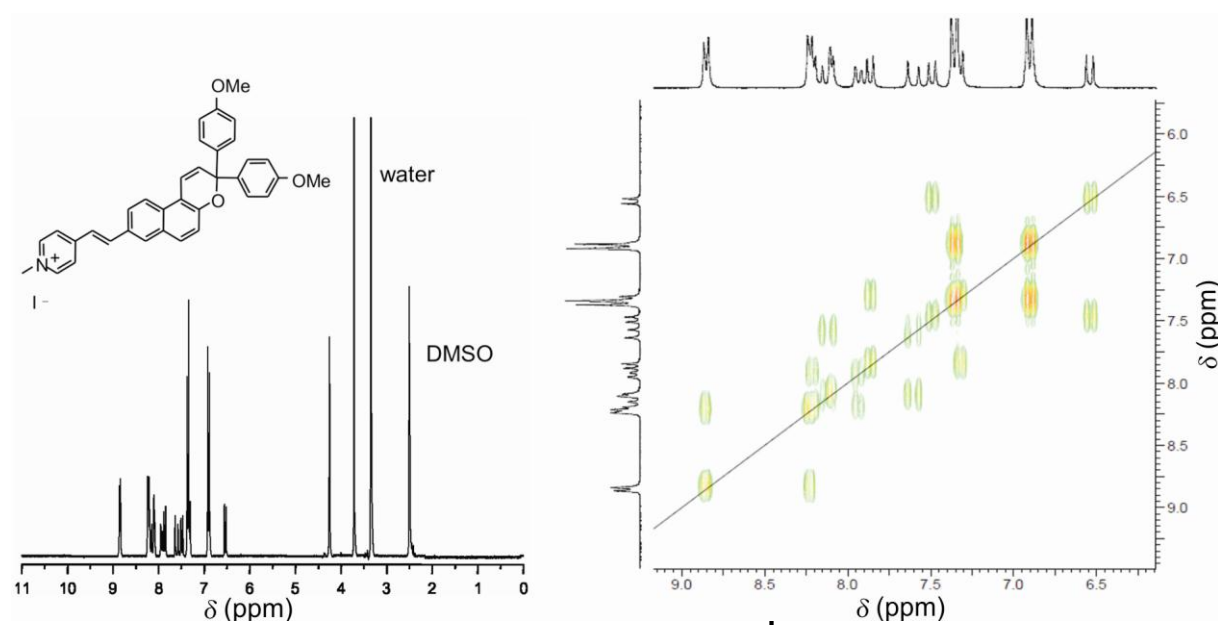 OMe
OMe
N
+
O
I –
water
DMSO
11 10 9 8 7 6 5 4 3 2 1 0
δ (ppm)
6.0
6.5
7.0
7.5
8.0
8.5
9.0
δ (ppm)
9.0 8.5 8.0 7.5 7.0 6.5
δ (ppm)